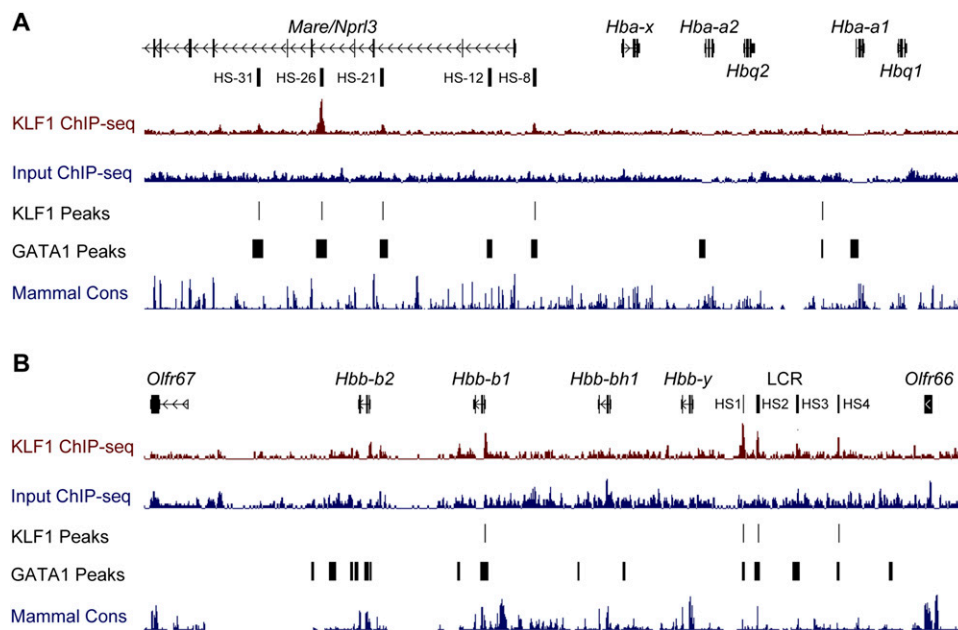 A
Mare/Nprl3 Hba-x Hba-a2 Hba-a1
Hbq2 Hbq1
HS-31 HS-26 HS-21 HS-12 HS-8
KLF1 ChIP-seq
Input ChIP-seq
KLF1 Peaks
GATA1 Peaks
Mammal Cons
B
Olfr67 Hbb-b2 Hbb-b1 Hbb-bh1 Hbb-y LCR Olfr66
HS1 HS2 HS3 HS4
KLF1 ChIP-seq
Input ChIP-seq
KLF1 Peaks
GATA1 Peaks
Mammal Cons